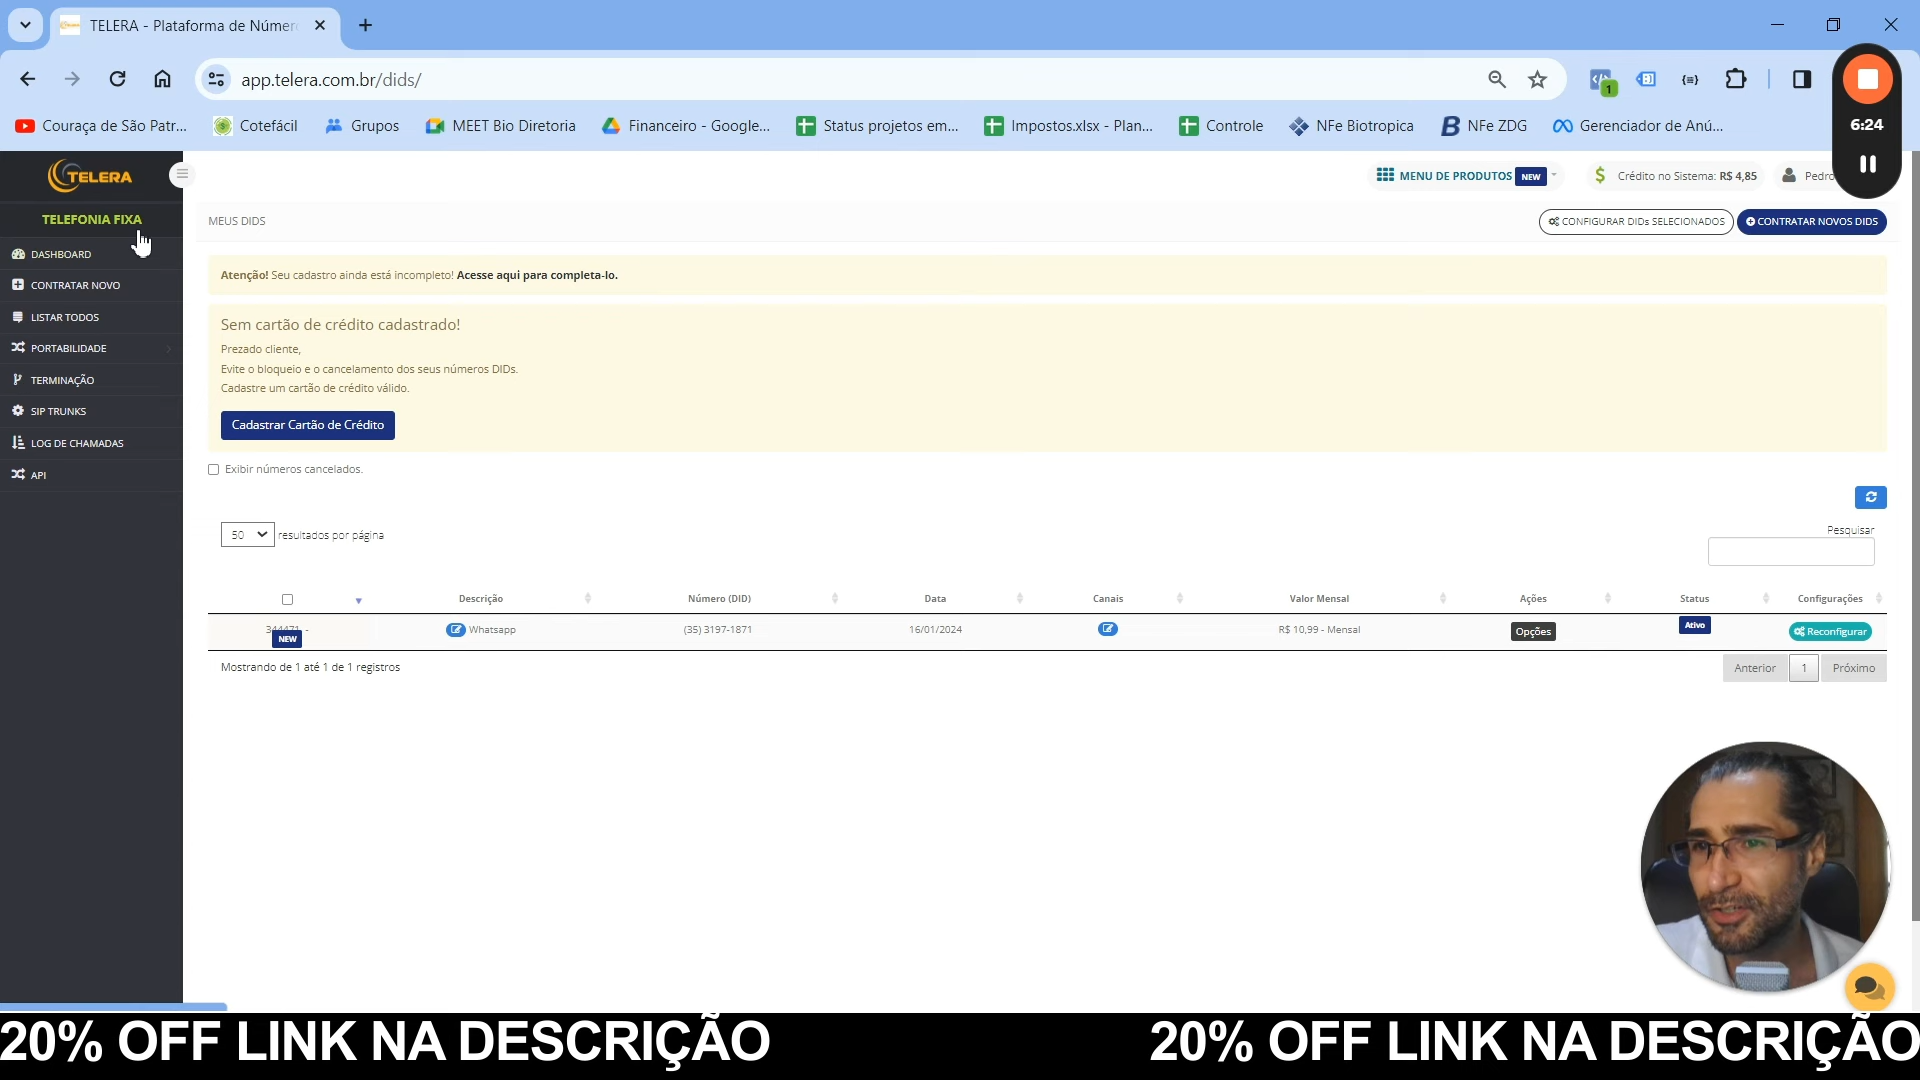 TELERA - Plataforma de Númer
app.telera.com.br/dids/
1
6:24
Couraça de São Patr...
Cotefácil
Grupos
MEET Bio Diretoria
Financeiro - Google...
Status projetos em...
Impostos.xlsx - Plan...
Controle
NFe Biotropica
NFe ZDG
Gerenciador de Anú...
TELERA
MENU DE PRODUTOS NEW
Crédito no Sistema: R$ 4,85
Pedro
TELEFONIA FIXA
DASHBOARD
CONTRATAR NOVO
LISTAR TODOS
PORTABILIDADE
TERMINAÇÃO
SIP TRUNKS
LOG DE CHAMADAS
API
MEUS DIDS
CONFIGURAR DIDs SELECIONADOS
CONTRATAR NOVOS DIDS
Atenção! Seu cadastro ainda está incompleto! Acesse aqui para completa-lo.
Sem cartão de crédito cadastrado!
Prezado cliente,
Evite o bloqueio e o cancelamento dos seus números DIDs.
Cadastre um cartão de crédito válido.
Cadastrar Cartão de Crédito
Exibir números cancelados.
50 resultados por página
Pesquisar
Descrição Número (DID) Data Canais Valor Mensal Ações Status Configurações
344471 - Whatsapp (35) 3197-1871 16/01/2024 R$ 10,99 - Mensal Opções Ativo Reconfigurar
NEW
Mostrando de 1 até 1 de 1 registros
Anterior 1 Próximo
20% OFF LINK NA DESCRIÇÃO
20% OFF LINK NA DESCRIÇÃO